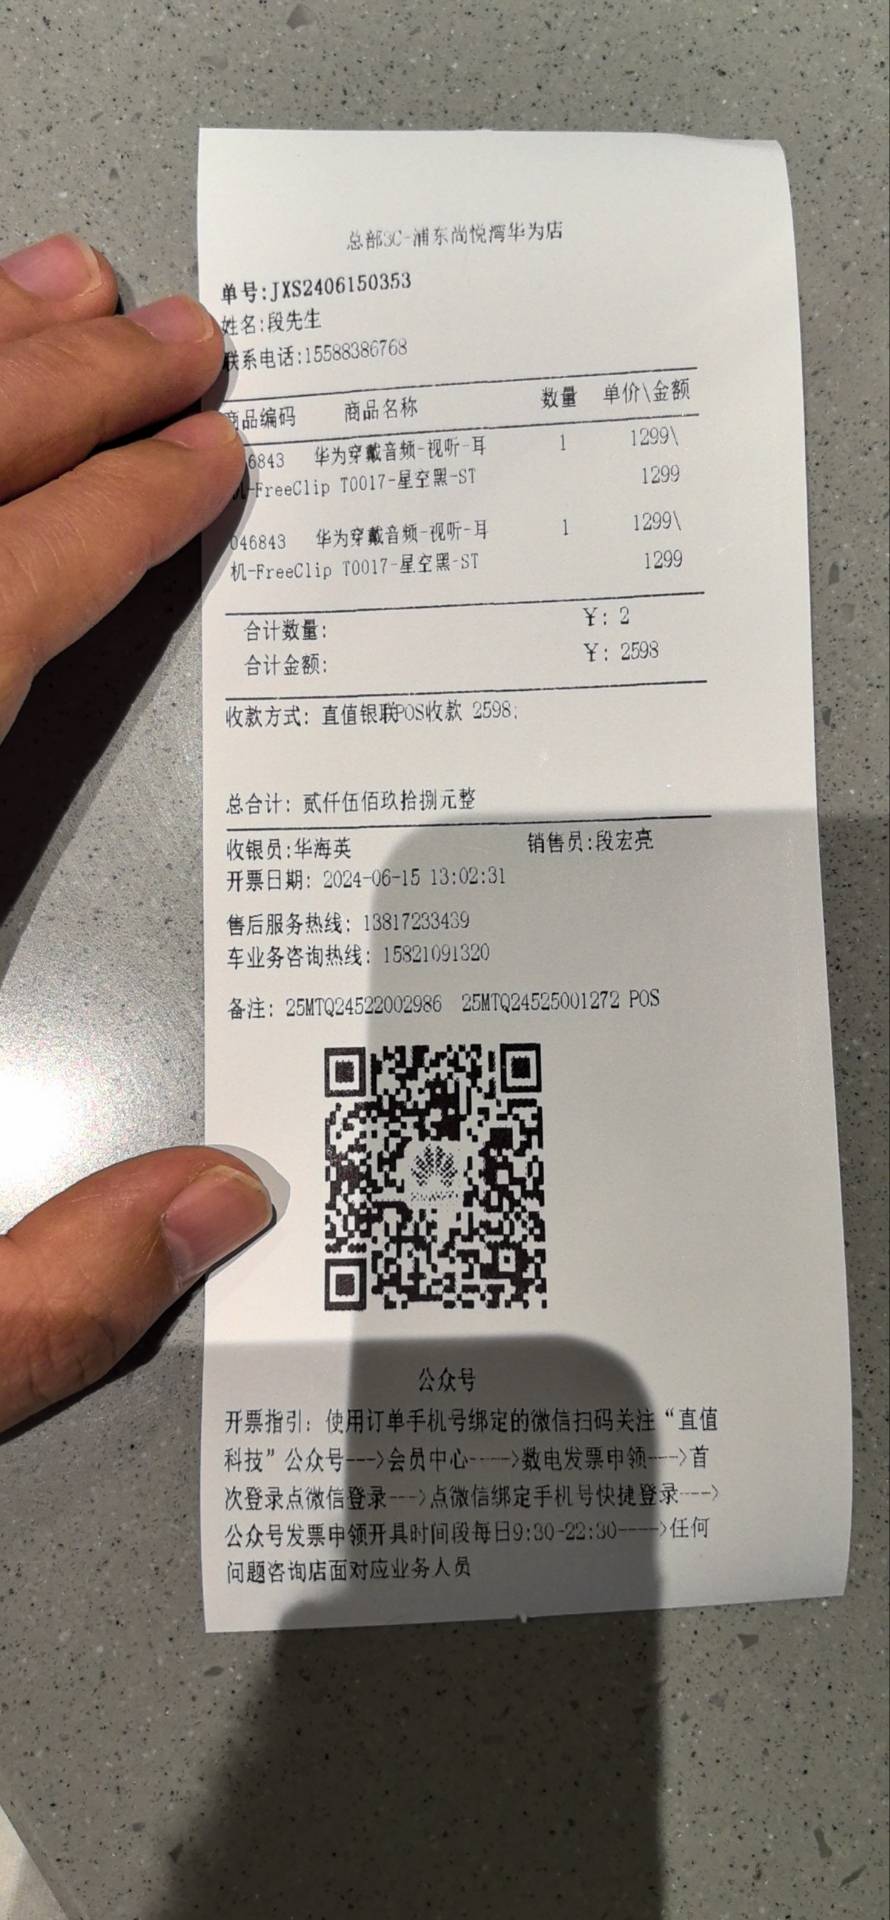 总部3C-浦东尚悦湾华为店
单号:JXS2406150353
姓名:段先生
联系电话:15588386768
商品编码 商品名称 数量 单价\金额
6843 华为穿戴音频-视听-耳 1 1299\
机-FreeClip T0017-星空黑-ST 1299
046843 华为穿戴音频-视听-耳 1 1299\
机-FreeClip T0017-星空黑-ST 1299
合计数量: ¥: 2
合计金额: ¥: 2598
收款方式: 直值银联POS收款 2598;
总合计: 贰仟伍佰玖拾捌元整
收银员:华海英 销售员:段宏亮
开票日期: 2024-06-15 13:02:31
售后服务热线: 13817233439
车业务咨询热线: 15821091320
备注: 25MTQ24522002986 25MTQ24525001272 POS
公众号
开票指引: 使用订单手机号绑定的微信扫码关注“直值
科技”公众号--->会员中心---->数电发票申领--->首
次登录点微信登录--->点微信绑定手机号快捷登录--->
公众号发票申领开具时间段每日9:30-22:30---->任何
问题咨询店面对应业务人员